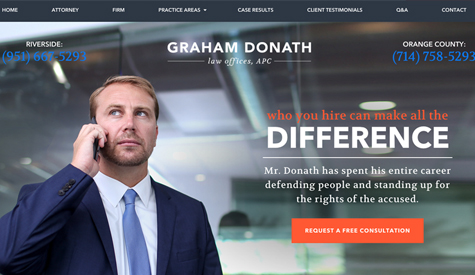 HOME ATTORNEY FIRM PRACTICE AREAS CASE RESULTS CLIENT TESTIMONIALS Q&A CONTACT
RIVERSIDE:
(951) 667-5293
GRAHAM DONATH
law offices, APC
ORANGE COUNTY:
(714) 758-5293
who you hire can make all the
DIFFERENCE
Mr. Donath has spent his entire career
defending people and standing up for
the rights of the accused.
REQUEST A FREE CONSULTATION